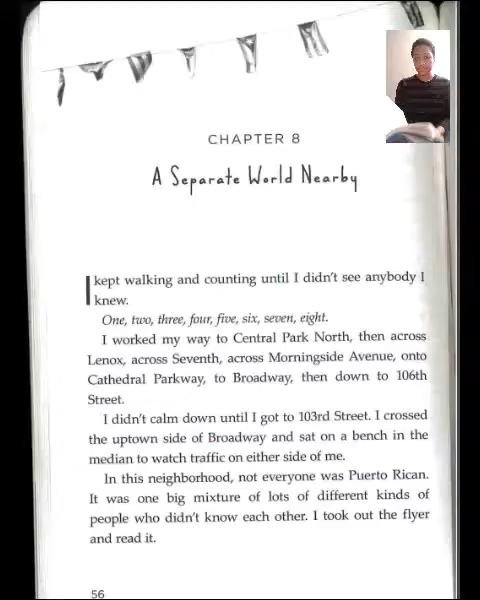 CHAPTER 8
A Separate World Nearby
I kept walking and counting until I didn't see anybody I
knew.
One, two, three, four, five, six, seven, eight.
I worked my way to Central Park North, then across
Lenox, across Seventh, across Morningside Avenue, onto
Cathedral Parkway, to Broadway, then down to 106th
Street.
I didn't calm down until I got to 103rd Street. I crossed
the uptown side of Broadway and sat on a bench in the
median to watch traffic on either side of me.
In this neighborhood, not everyone was Puerto Rican.
It was one big mixture of lots of different kinds of
people who didn't know each other. I took out the flyer
and read it.
56